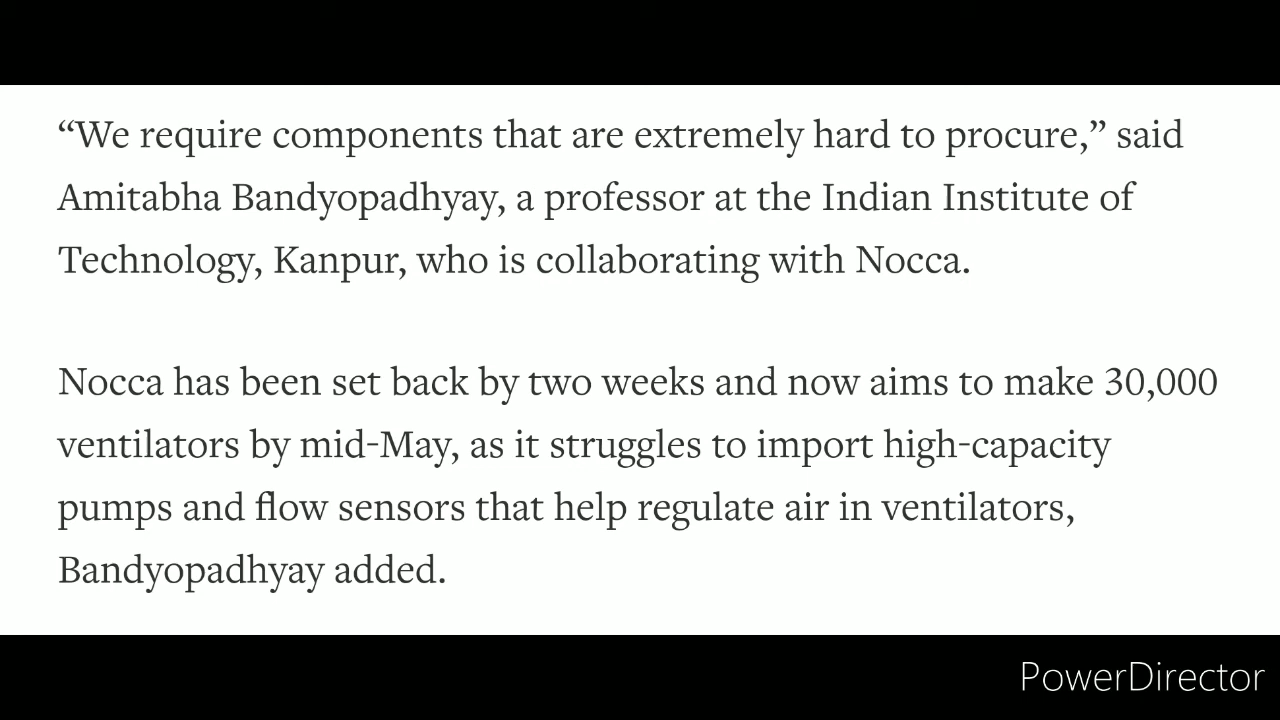 “We require components that are extremely hard to procure,” said
Amitabha Bandyopadhyay, a professor at the Indian Institute of
Technology, Kanpur, who is collaborating with Nocca.
Nocca has been set back by two weeks and now aims to make 30,000
ventilators by mid-May, as it struggles to import high-capacity
pumps and flow sensors that help regulate air in ventilators,
Bandyopadhyay added.
PowerDirector